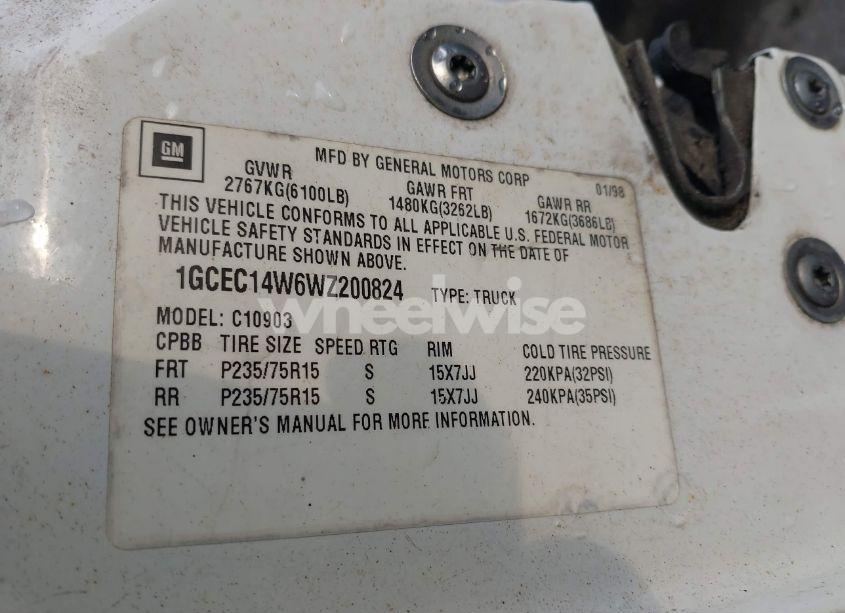 GM
MFD BY GENERAL MOTORS CORP 01/98
GVWR GAWR FRT GAWR RR
2767KG(6100LB) 1480KG(3262LB) 1672KG(3686LB)
THIS VEHICLE CONFORMS TO ALL APPLICABLE U.S. FEDERAL MOTOR
VEHICLE SAFETY STANDARDS IN EFFECT ON THE DATE OF
MANUFACTURE SHOWN ABOVE.
1GCEC14W6WZ200824 TYPE: TRUCK
wheelwise
MODEL: C10903
CPBB TIRE SIZE SPEED RTG RIM COLD TIRE PRESSURE
FRT P235/75R15 S 15X7JJ 220KPA(32PSI)
RR P235/75R15 S 15X7JJ 240KPA(35PSI)
SEE OWNER'S MANUAL FOR MORE INFORMATION.